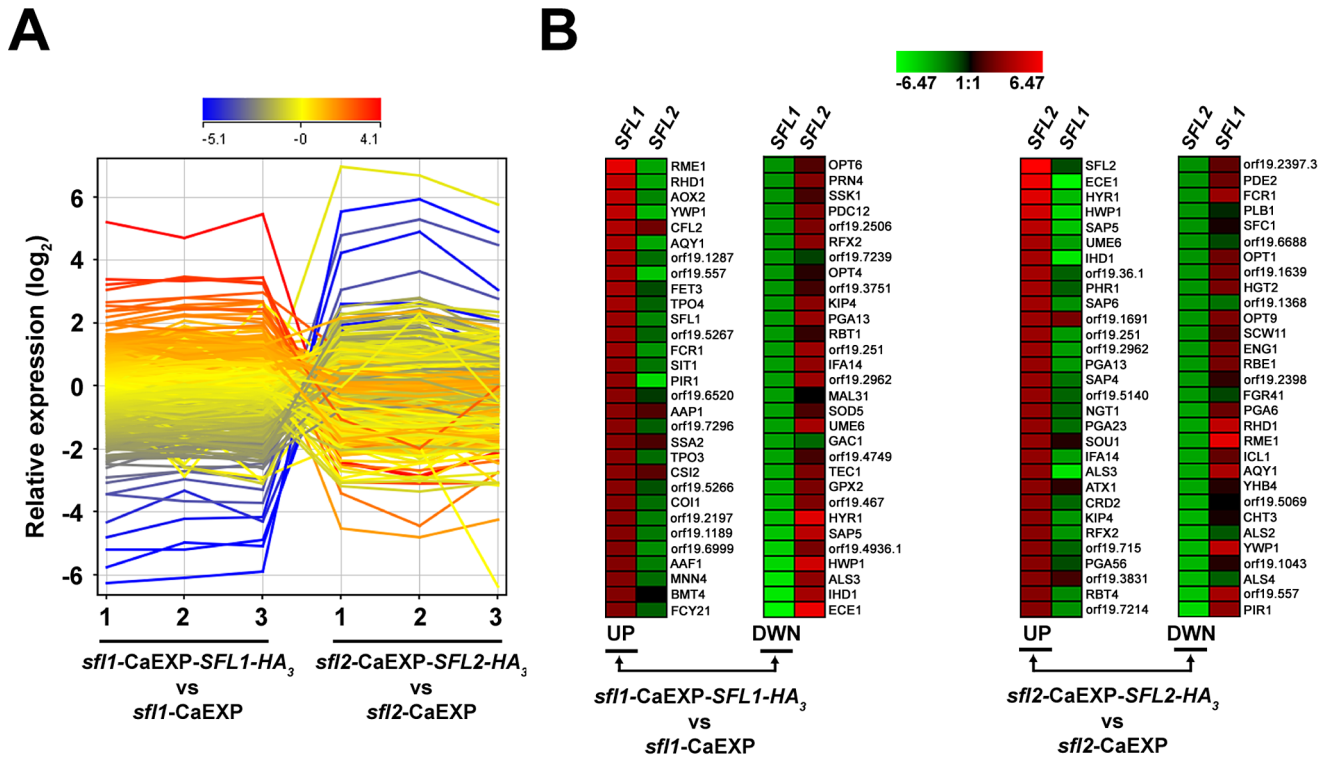 A
-5.1 -0 4.1
Relative expression (log2)
6
4
2
0
-2
-4
-6
1 2 3 1 2 3
sfl1-CaEXP-SFL1-HA3
vs
sfl1-CaEXP
sfl2-CaEXP-SFL2-HA3
vs
sfl2-CaEXP
B
-6.47 1:1 6.47
SFL1 SFL2
RME1
RHD1
AOX2
YWP1
CFL2
AQY1
orf19.1287
orf19.557
FET3
TPO4
SFL1
orf19.5267
FCR1
SIT1
PIR1
orf19.6520
AAP1
orf19.7296
SSA2
TPO3
CSI2
orf19.5266
COI1
orf19.2197
orf19.1189
orf19.6999
AAF1
MNN4
BMT4
FCY21
UP
SFL1 SFL2
OPT6
PRN4
SSK1
PDC12
orf19.2506
RFX2
orf19.7239
OPT4
orf19.3751
KIP4
PGA13
RBT1
orf19.251
IFA14
orf19.2962
MAL31
SOD5
UME6
GAC1
orf19.4749
TEC1
GPX2
orf19.467
HYR1
SAP5
orf19.4936.1
HWP1
ALS3
IHD1
ECE1
DWN
sfl1-CaEXP-SFL1-HA3
vs
sfl1-CaEXP
SFL2 SFL1
SFL2
ECE1
HYR1
HWP1
SAP5
UME6
IHD1
orf19.36.1
PHR1
SAP6
orf19.1691
orf19.251
orf19.2962
PGA13
SAP4
orf19.5140
NGT1
PGA23
SOU1
IFA14
ALS3
ATX1
CRD2
KIP4
RFX2
orf19.715
PGA56
orf19.3831
RBT4
orf19.7214
UP
SFL2 SFL1
orf19.2397.3
PDE2
FCR1
PLB1
SFC1
orf19.6688
OPT1
orf19.1639
HGT2
orf19.1368
OPT9
SCW11
ENG1
RBE1
orf19.2398
FGR41
PGA6
RHD1
RME1
ICL1
AQY1
YHB4
orf19.5069
CHT3
ALS2
YWP1
orf19.1043
ALS4
orf19.557
PIR1
DWN
sfl2-CaEXP-SFL2-HA3
vs
sfl2-CaEXP